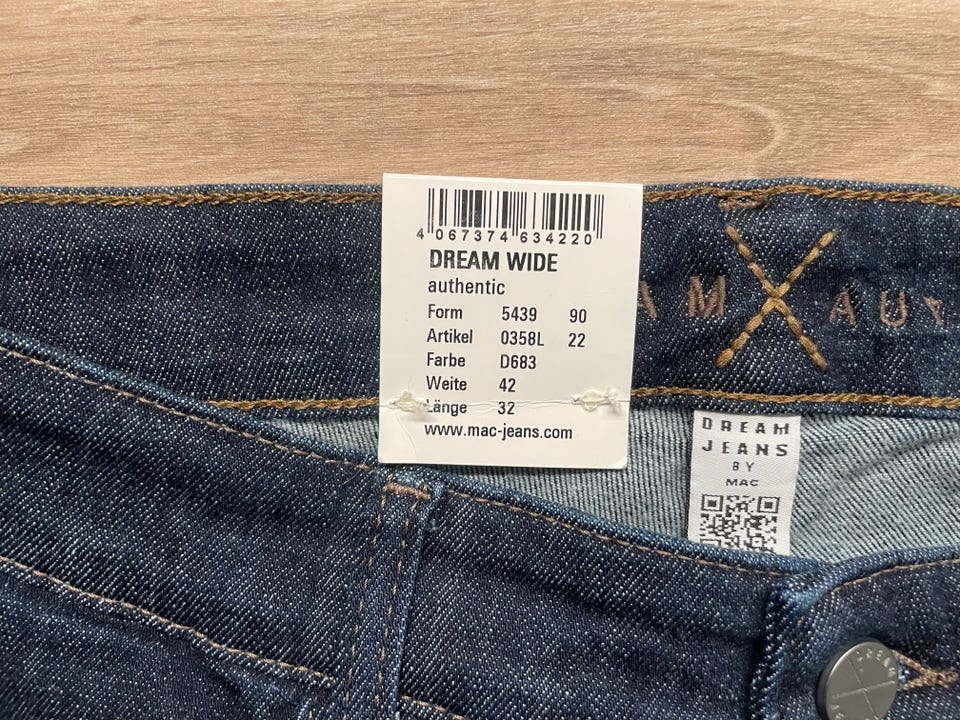 4 067374 634220
DREAM WIDE
authentic
Form 5439 90
Artikel 0358L 22
Farbe D683
Weite 42
Länge 32
www.mac-jeans.com
DREAM
JEANS
BY
MAC
DREAM